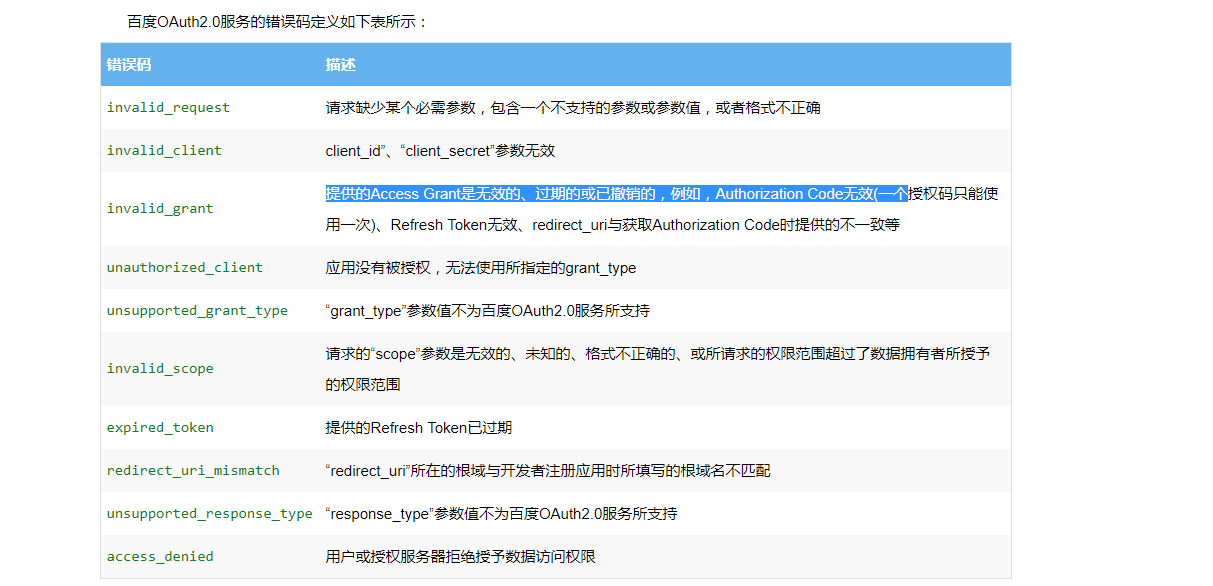 百度OAuth2.0服务的错误码定义如下表所示：
错误码 描述
invalid_request 请求缺少某个必需参数，包含一个不支持的参数或参数值，或者格式不正确
invalid_client client_id”、“client_secret”参数无效
invalid_grant 提供的Access Grant是无效的、过期的或已撤销的，例如，Authorization Code无效(一个授权码只能使
用一次)、Refresh Token无效、redirect_uri与获取Authorization Code时提供的不一致等
unauthorized_client 应用没有被授权，无法使用所指定的grant_type
unsupported_grant_type “grant_type”参数值不为百度OAuth2.0服务所支持
invalid_scope 请求的“scope”参数是无效的、未知的、格式不正确的、或所请求的权限范围超过了数据拥有者所授予
的权限范围
expired_token 提供的Refresh Token已过期
redirect_uri_mismatch “redirect_uri”所在的根域与开发者注册应用时所填写的根域名不匹配
unsupported_response_type “response_type”参数值不为百度OAuth2.0服务所支持
access_denied 用户或授权服务器拒绝授予数据访问权限